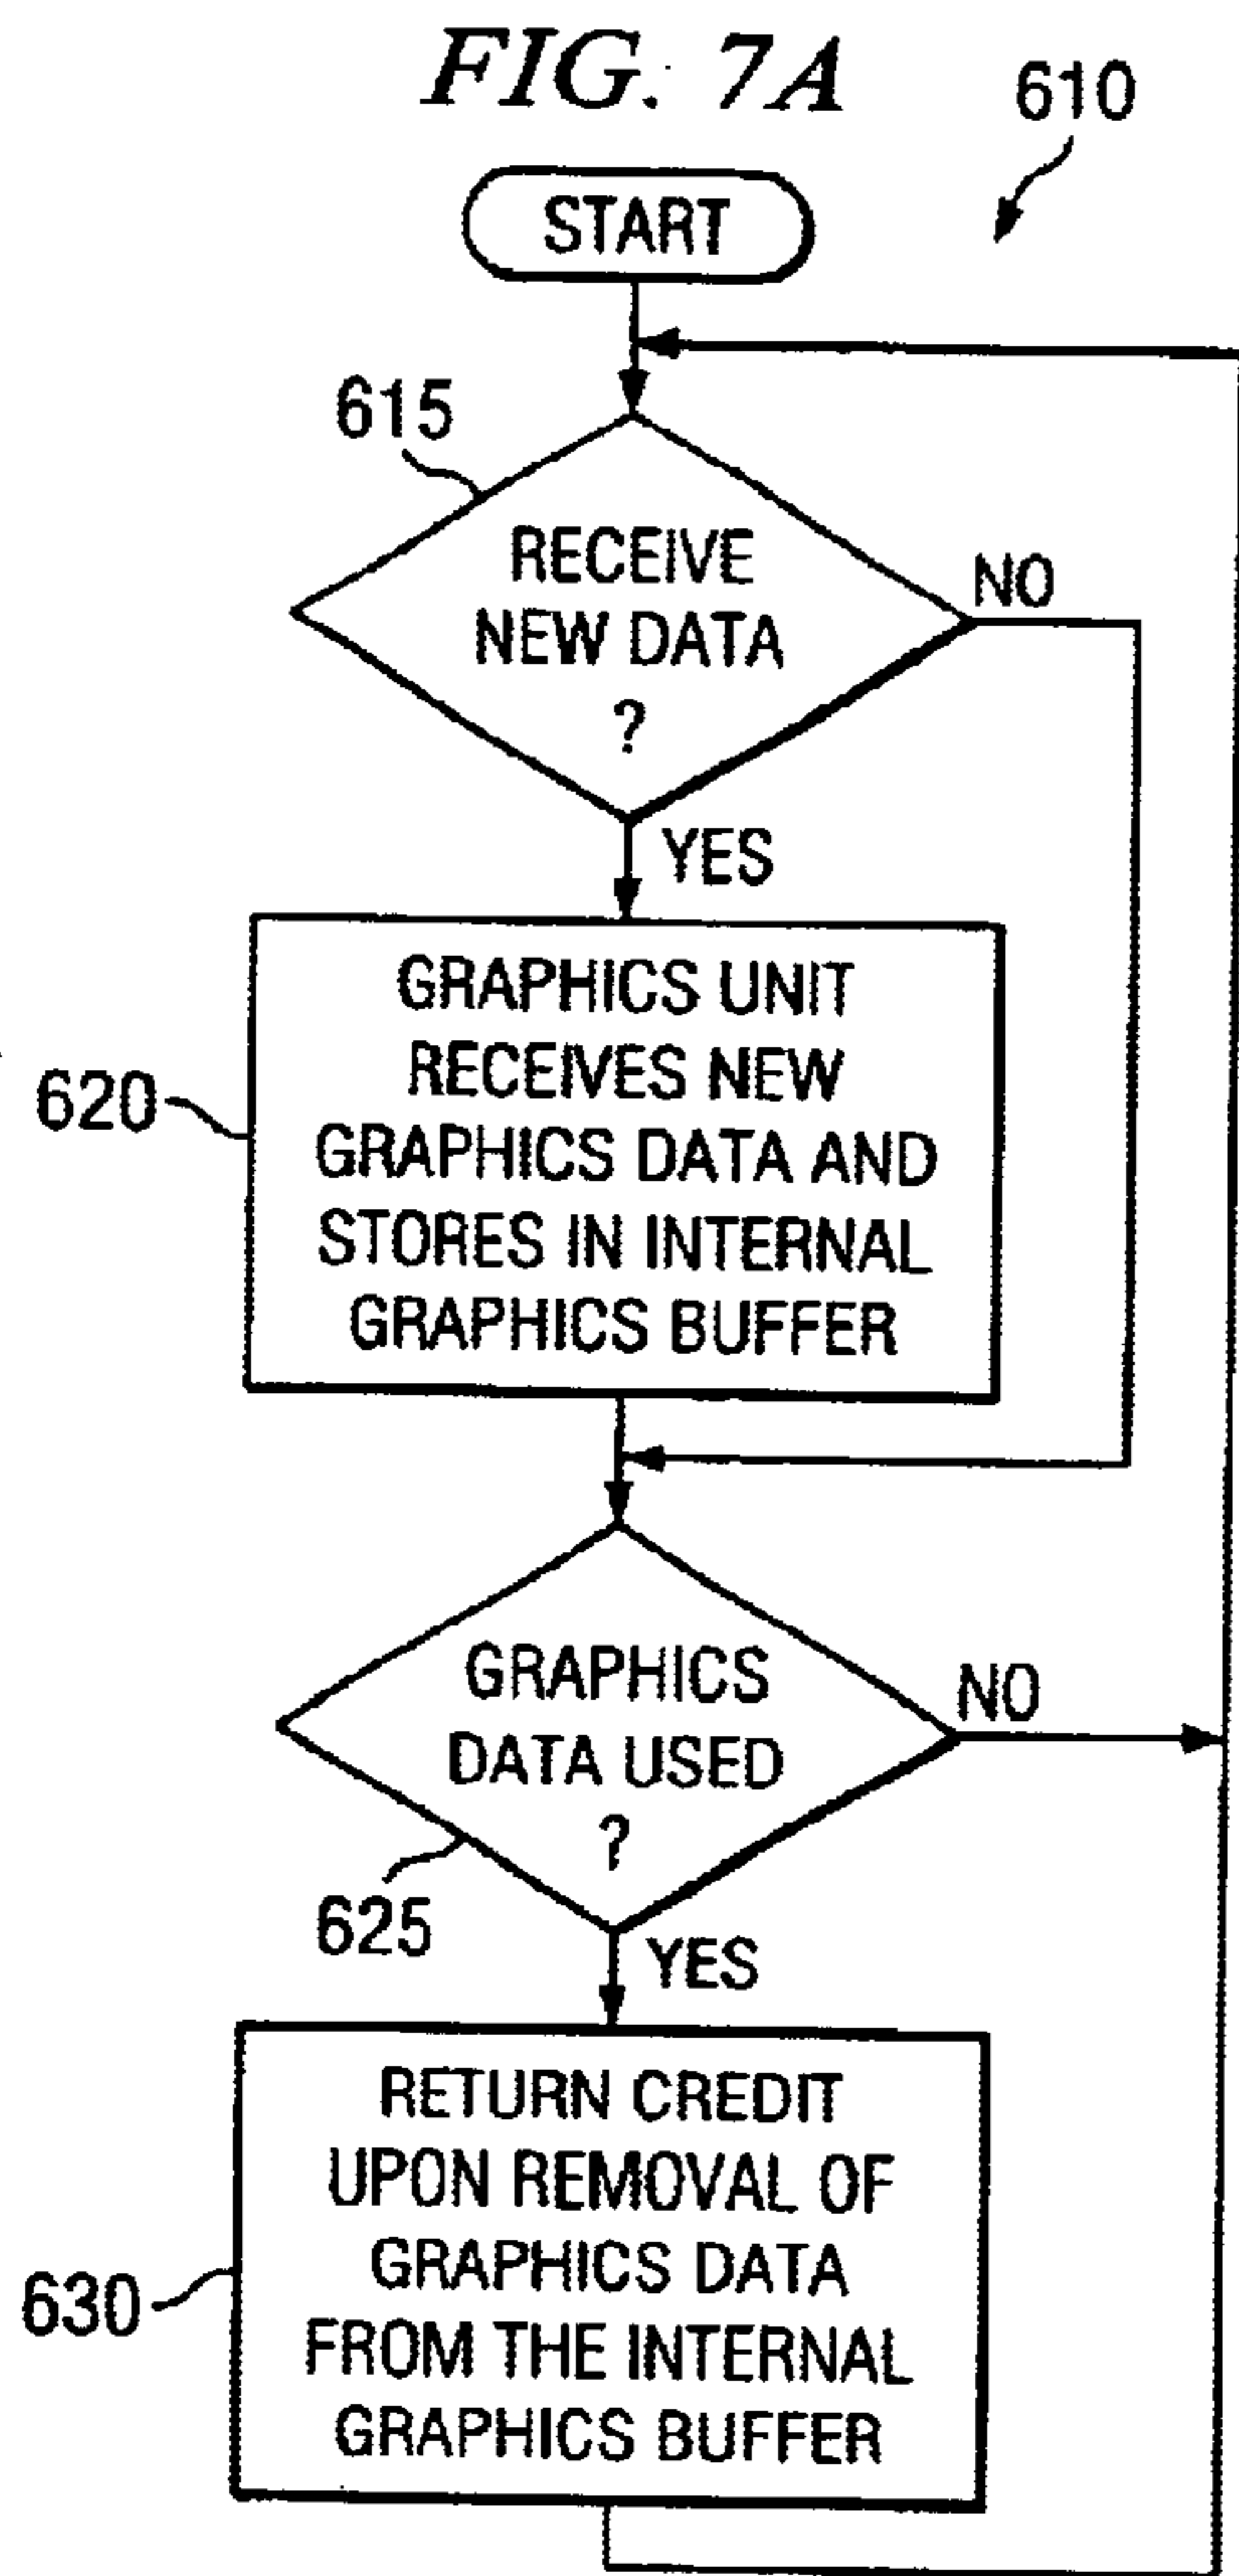 FIG. 7A
610
START
615
RECEIVE
NEW DATA
?
NO
YES
620
GRAPHICS UNIT
RECEIVES NEW
GRAPHICS DATA AND
STORES IN INTERNAL
GRAPHICS BUFFER
GRAPHICS
DATA USED
?
NO
625
YES
630
RETURN CREDIT
UPON REMOVAL OF
GRAPHICS DATA
FROM THE INTERNAL
GRAPHICS BUFFER